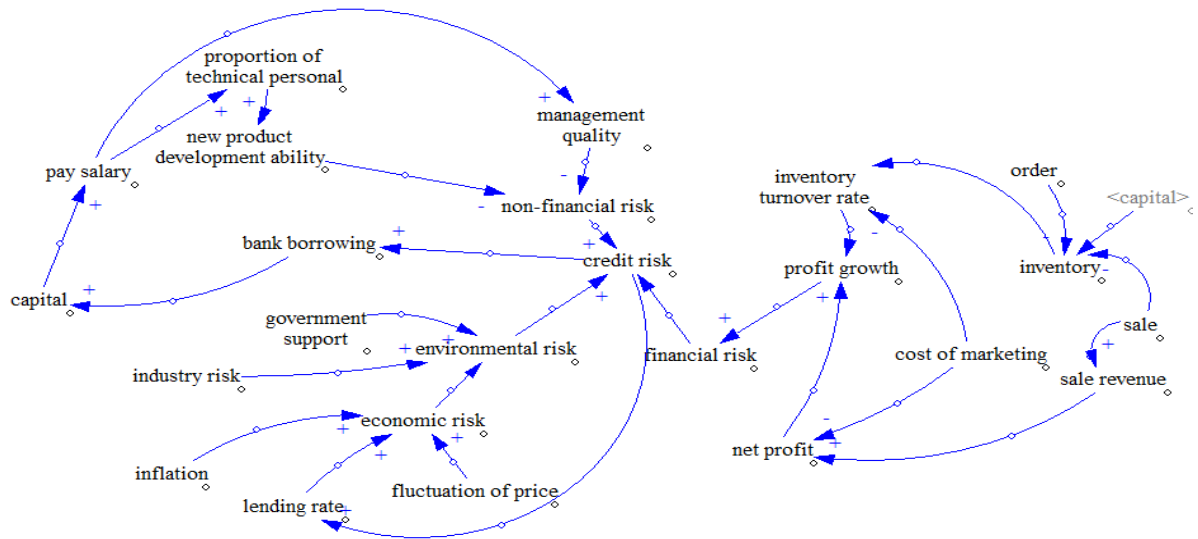 proportion of
technical personal
+
+
+
management
quality
new product
development ability
pay salary
+
-
-
non-financial risk
inventory
turnover rate
order
<capital>
-
-
bank borrowing
+
+
credit risk
profit growth
inventory
-
capital
+
+
+
government
support
+
+
environmental risk
financial risk
+
cost of marketing
sale
+
sale revenue
industry risk
economic risk
+
+
+
-
+
net profit
inflation
lending rate
+
fluctuation of price